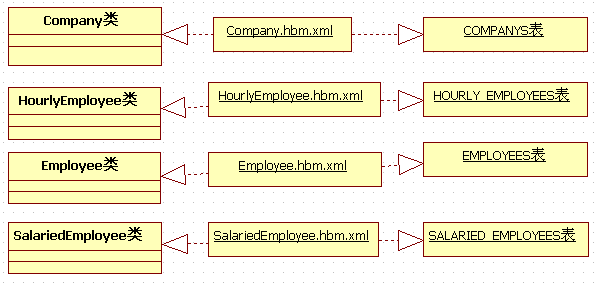 Company类 Company.hbm.xml COMPANYS表
HourlyEmployee类 HourlyEmployee.hbm.xml HOURLY_EMPLOYEES表
Employee类 Employee.hbm.xml EMPLOYEES表
SalariedEmployee类 SalariedEmployee.hbm.xml SALARIED_EMPLOYEES表